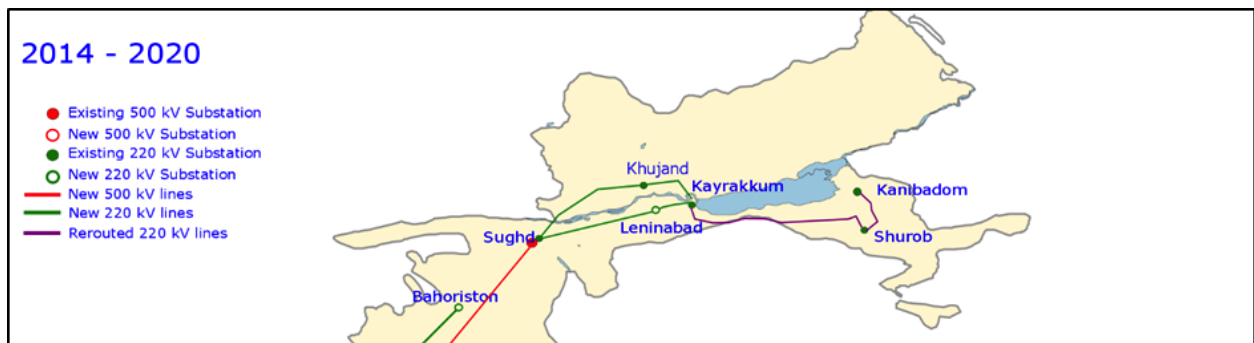 2014 - 2020
Existing 500 kV Substation
New 500 kV Substation
Existing 220 kV Substation
New 220 kV Substation
New 500 kV lines
New 220 kV lines
Rerouted 220 kV lines
Khujand
Kayrakkum
Kanibadom
Leninabad
Sughd
Shurob
Bahoriston